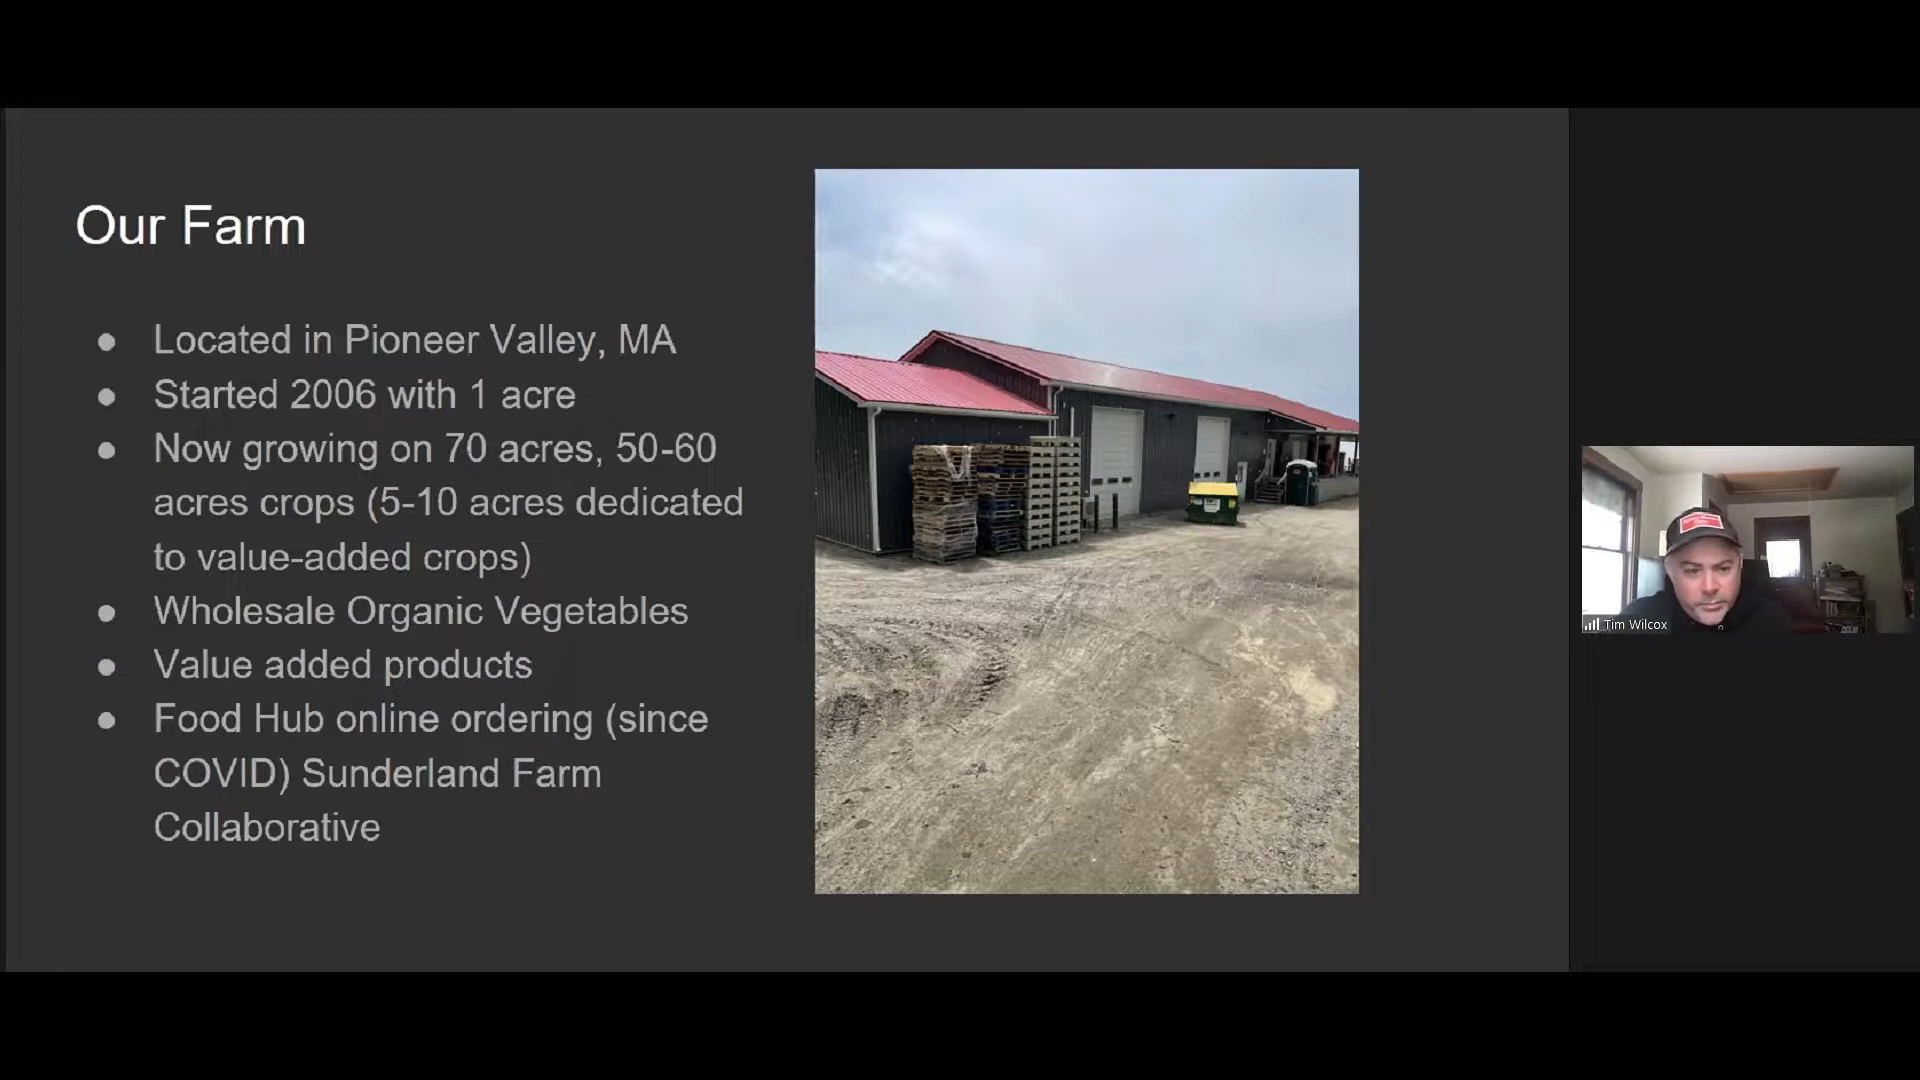 Our Farm
● Located in Pioneer Valley, MA
● Started 2006 with 1 acre
● Now growing on 70 acres, 50-60
acres crops (5-10 acres dedicated
to value-added crops)
● Wholesale Organic Vegetables
● Value added products
● Food Hub online ordering (since
COVID) Sunderland Farm
Collaborative
Tim Wilcox